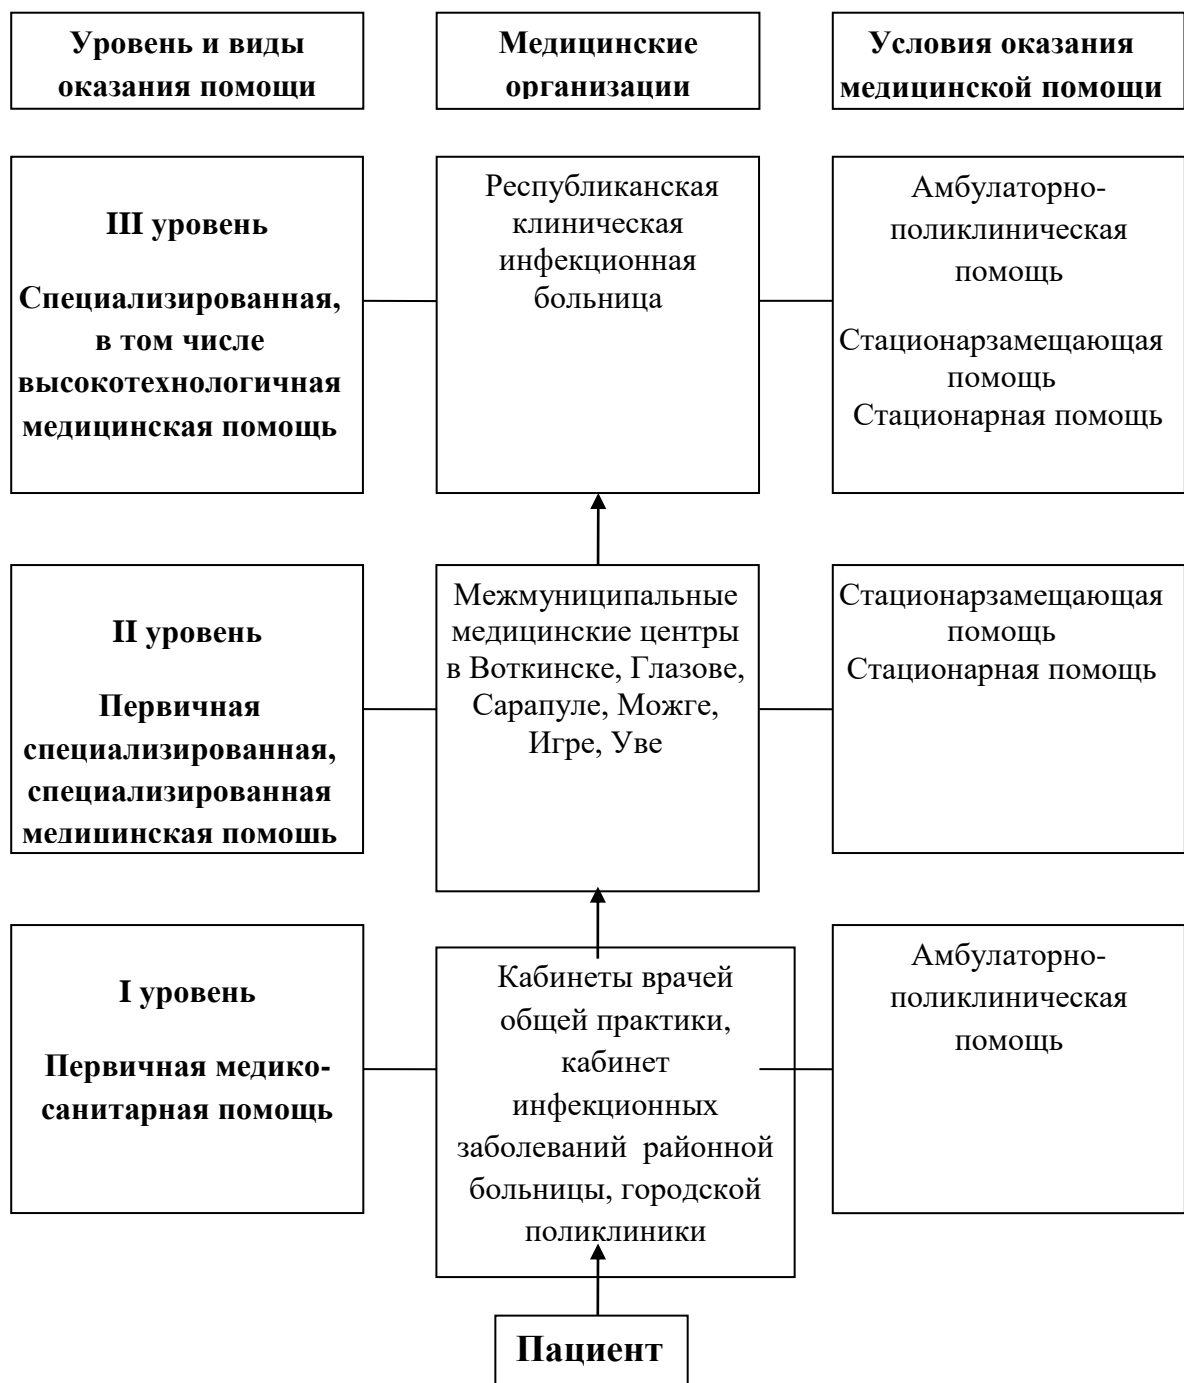 Уровень и виды
оказания помощи
Медицинские
организации
Условия оказания
медицинской помощи
III уровень
Специализированная,
в том числе
высокотехнологичная
медицинская помощь
Республиканская
клиническая
инфекционная
больница
Амбулаторно-
поликлиническая
помощь
Стационарзамещающая
помощь
Стационарная помощь
II уровень
Первичная
специализированная,
специализированная
медицинская помощь
Межмуниципальные
медицинские центры
в Воткинске, Глазове,
Сарапуле, Можге,
Игре, Уве
Стационарзамещающая
помощь
Стационарная помощь
I уровень
Первичная медико-
санитарная помощь
Кабинеты врачей
общей практики,
кабинет
инфекционных
заболеваний районной
больницы, городской
поликлиники
Амбулаторно-
поликлиническая
помощь
Пациент